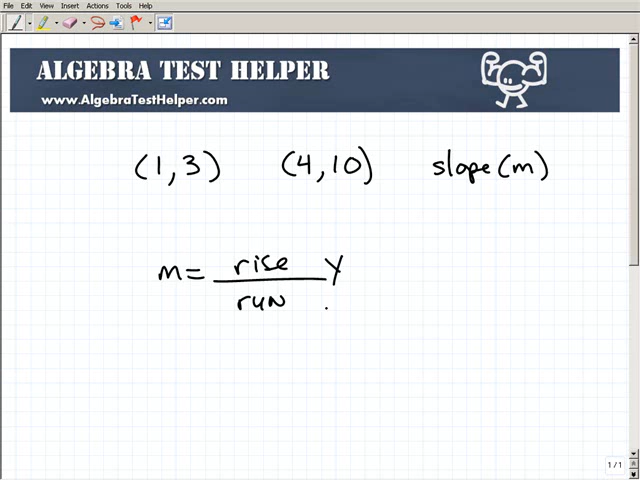 File Edit View Insert Actions Tools Help
ALGEBRA TEST HELPER
www.AlgebraTestHelper.com
(1,3) (4,10) slope(m)
m= rise y
run
1/1